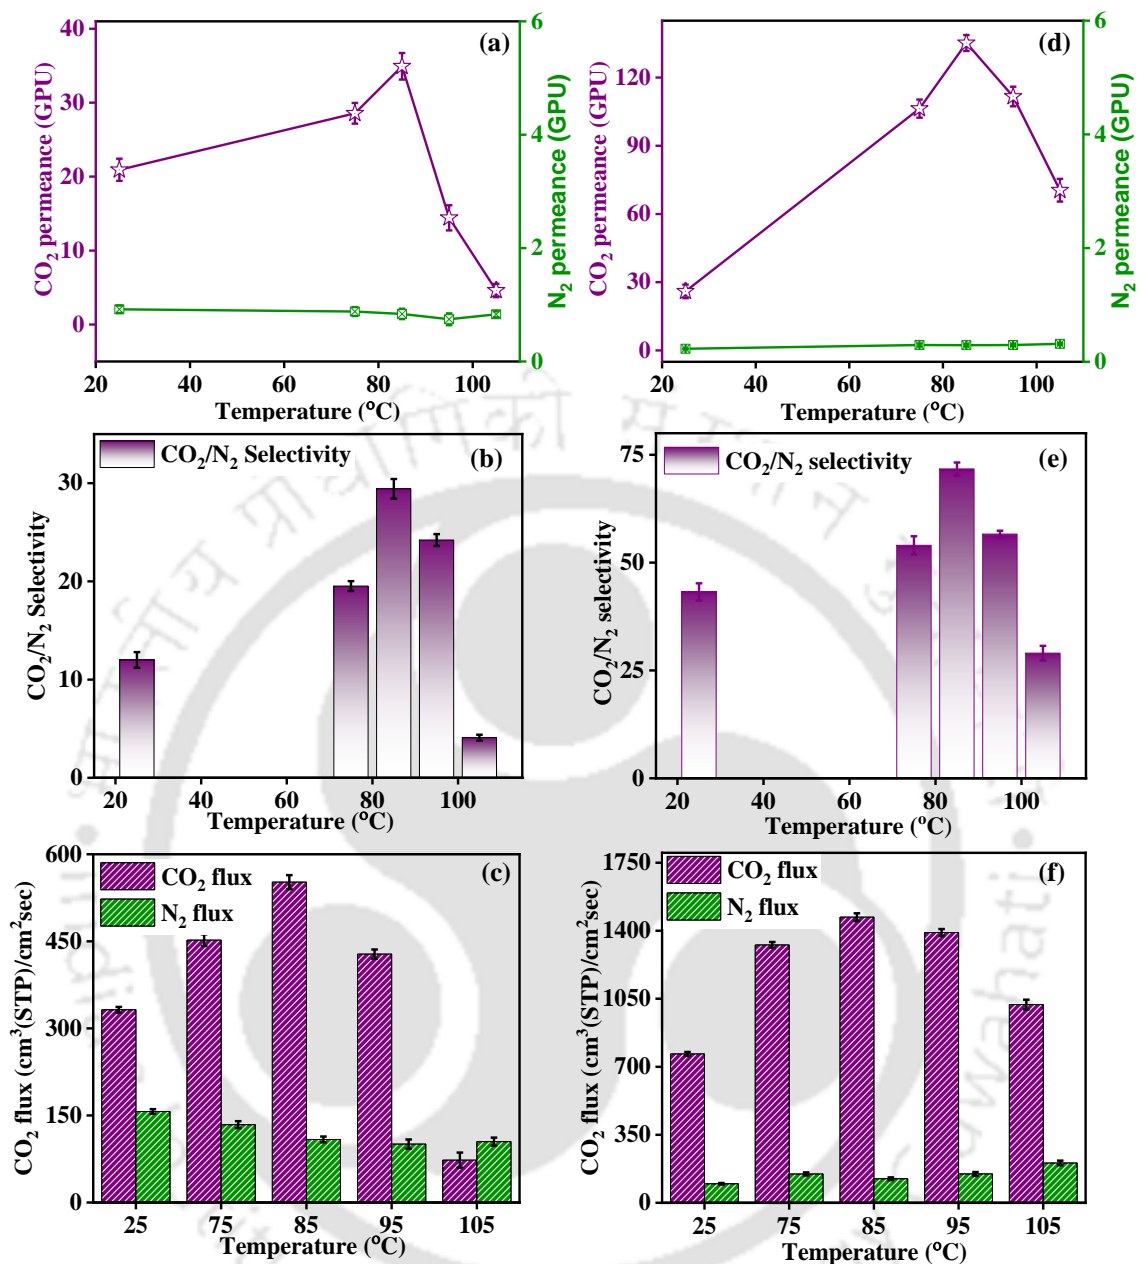 (a)
CO2 permeance (GPU)
40
30
20
10
0
N2 permeance (GPU)
6
4
2
0
20 40 60 80 100
Temperature (°C)
(d)
CO2 permeance (GPU)
120
90
60
30
0
N2 permeance (GPU)
6
4
2
0
20 40 60 80 100
Temperature (°C)
CO2/N2 Selectivity
(b)
CO2/N2 Selectivity
30
20
10
0
20 40 60 80 100
Temperature (°C)
CO2/N2 selectivity
(e)
CO2/N2 selectivity
75
50
25
0
20 40 60 80 100
Temperature (°C)
CO2 flux
N2 flux
(c)
CO2 flux (cm3(STP)/cm2sec)
600
450
300
150
0
25 75 85 95 105
Temperature (°C)
CO2 flux
N2 flux
(f)
CO2 flux (cm3(STP)/cm2sec)
1750
1400
1050
700
350
0
25 75 85 95 105
Temperature (°C)